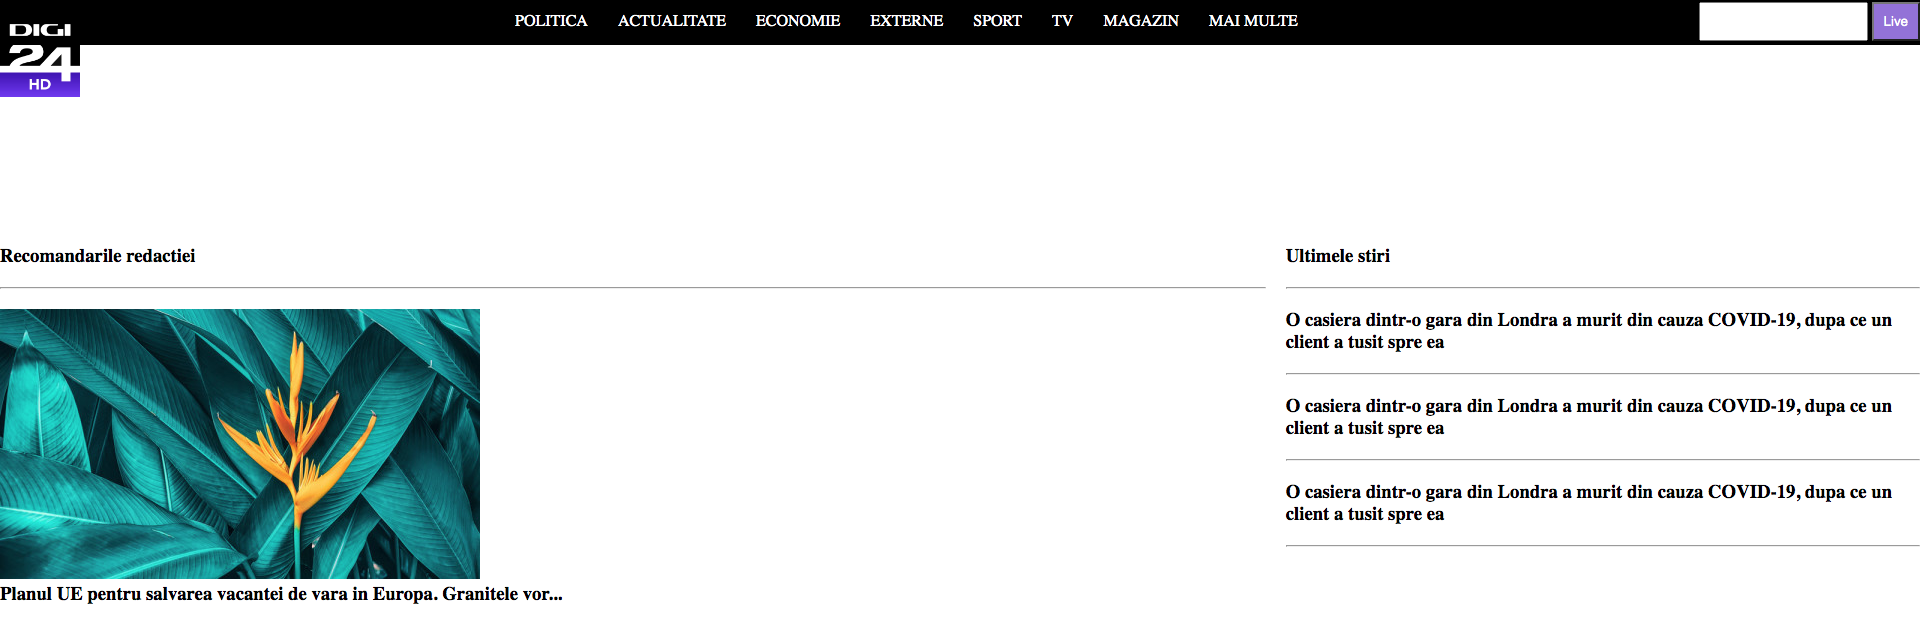 DIGI
24
HD
POLITICA ACTUALITATE ECONOMIE EXTERNE SPORT TV MAGAZIN MAI MULTE
Live
Recomandarile redactiei
Planul UE pentru salvarea vacantei de vara in Europa. Granitele vor...
Ultimele stiri
O casiera dintr-o gara din Londra a murit din cauza COVID-19, dupa ce un
client a tusit spre ea
O casiera dintr-o gara din Londra a murit din cauza COVID-19, dupa ce un
client a tusit spre ea
O casiera dintr-o gara din Londra a murit din cauza COVID-19, dupa ce un
client a tusit spre ea